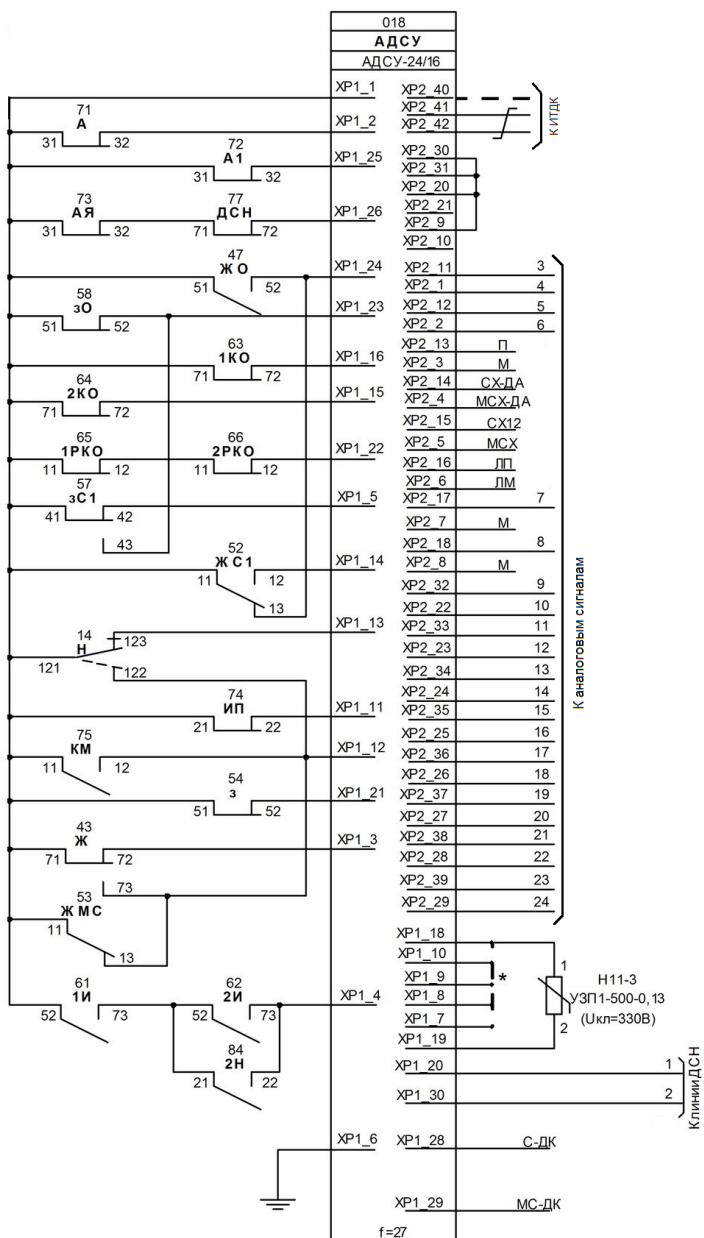 018
АДСУ
АДСУ-24/16
XP1_1
XP2_40
XP2_41
71
А
31 32
XP1_2
XP2_42
К ИТДК
72
А1
31 32
XP1_25
XP2_30
XP2_31
XP2_20
73
АЯ
31 32
77
ДСН
71 72
XP1_26
XP2_21
XP2_9
XP2_10
47
ЖО
51 52
XP1_24
XP2_11 3
XP2_1 4
58
зО
51 52
XP1_23
XP2_12 5
XP2_2 6
63
1КО
71 72
XP1_16
XP2_13 П
XP2_3 М
XP2_14 СХ-ДА
64
2КО
71 72
XP1_15
XP2_4 МСХ-ДА
XP2_15 СХ12
65
1РКО
11 12
66
2РКО
11 12
XP1_22
XP2_5 МСХ
XP2_16 ЛП
XP2_6 ЛМ
57
зС1
41 42
43
XP1_5
XP2_17 7
XP2_7 М
XP2_18 8
52
ЖС1
11 12
13
XP1_14
XP2_8 М
XP2_32 9
XP2_22 10
14
Н
121
123
122
XP1_13
XP2_33 11
XP2_23 12
XP2_34 13
XP2_24 14
74
ИП
21 22
XP1_11
XP2_35 15
XP2_25 16
75
КМ
11 12
XP1_12
XP2_36 17
XP2_26 18
54
з
51 52
XP1_21
XP2_37 19
XP2_27 20
43
Ж
71 72
73
XP1_3
XP2_38 21
XP2_28 22
XP2_39 23
XP2_29 24
К аналоговым сигналам
53
ЖМС
11
13
XP1_18
XP1_10
XP1_9
*
XP1_8
XP1_7
XP1_19
1
2
Н11-3
УЗП1-500-0,13
(Uкл=330В)
61
1И
52 73
62
2И
52 73
XP1_4
84
2Н
21 22
XP1_20 1
XP1_30 2
К линии ДСН
XP1_6
XP1_28 С-ДК
XP1_29 МС-ДК
f=27